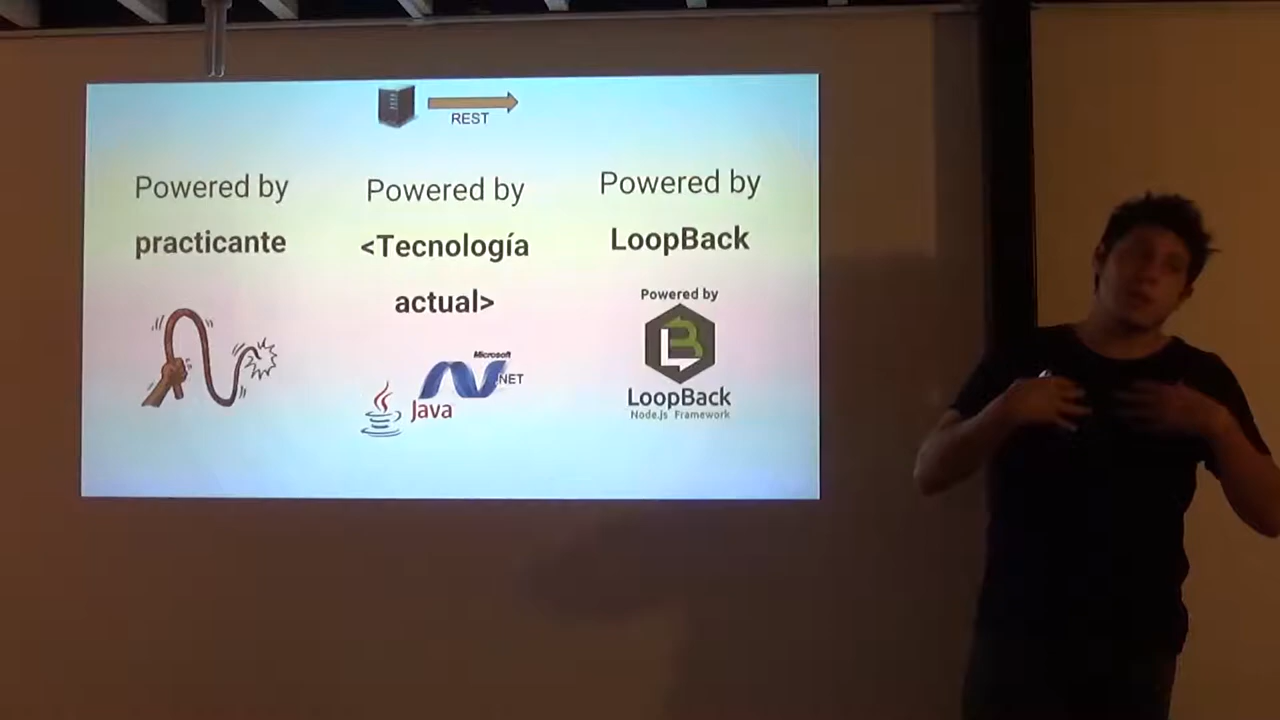 REST
Powered by
practicante
Powered by
<Tecnología
actual>
Microsoft
.NET
Java
Powered by
LoopBack
Powered by
LoopBack
Node.js Framework